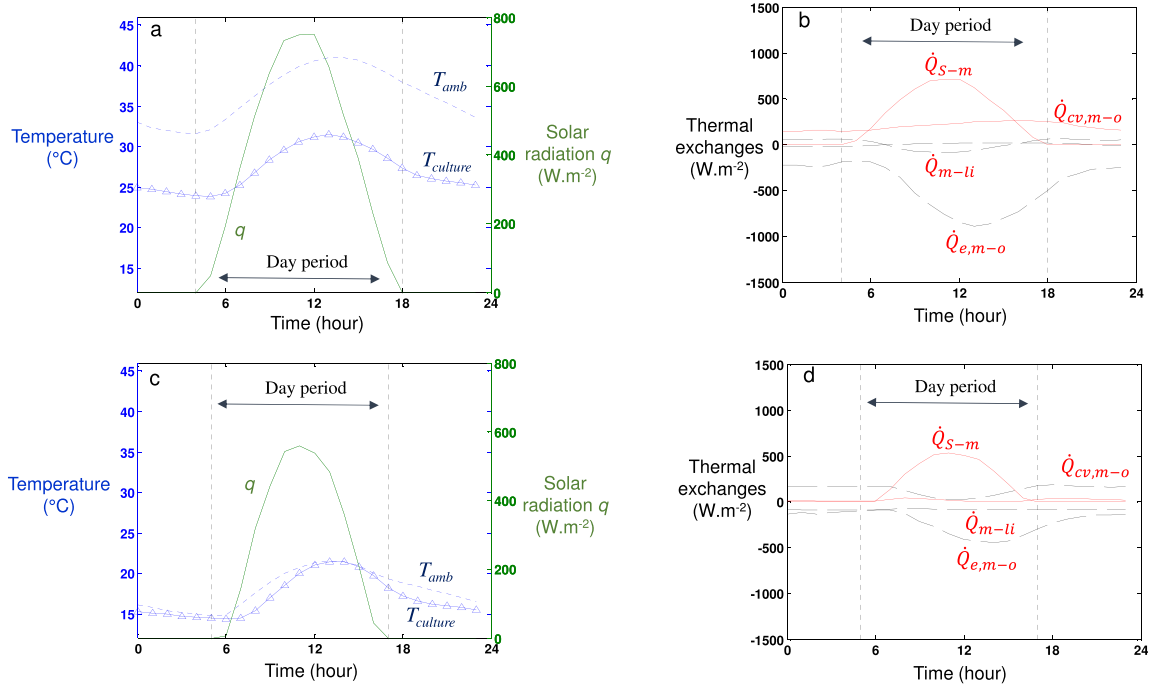 a
45
40
35
30
25
20
15
800
600
400
200
0
T_amb
T_culture
q
Temperature
(°C)
Solar
radiation q
(W.m-2)
Day period
0
6
12
18
24
Time (hour)
b
1500
1000
500
0
-500
-1000
-1500
Day period
Q̇_S−m
Q̇_cv,m−o
Q̇_m−li
Q̇_e,m−o
Thermal
exchanges
(W.m-2)
0
6
12
18
24
Time (hour)
c
45
40
35
30
25
20
15
800
600
400
200
0
Day period
q
Temperature
(°C)
Solar
radiation q
(W.m-2)
T_amb
T_culture
0
6
12
18
24
Time (hour)
d
1500
1000
500
0
-500
-1000
-1500
Day period
Q̇_S−m
Q̇_cv,m−o
Thermal
exchanges
(W.m-2)
Q̇_m−li
Q̇_e,m−o
0
6
12
18
24
Time (hour)